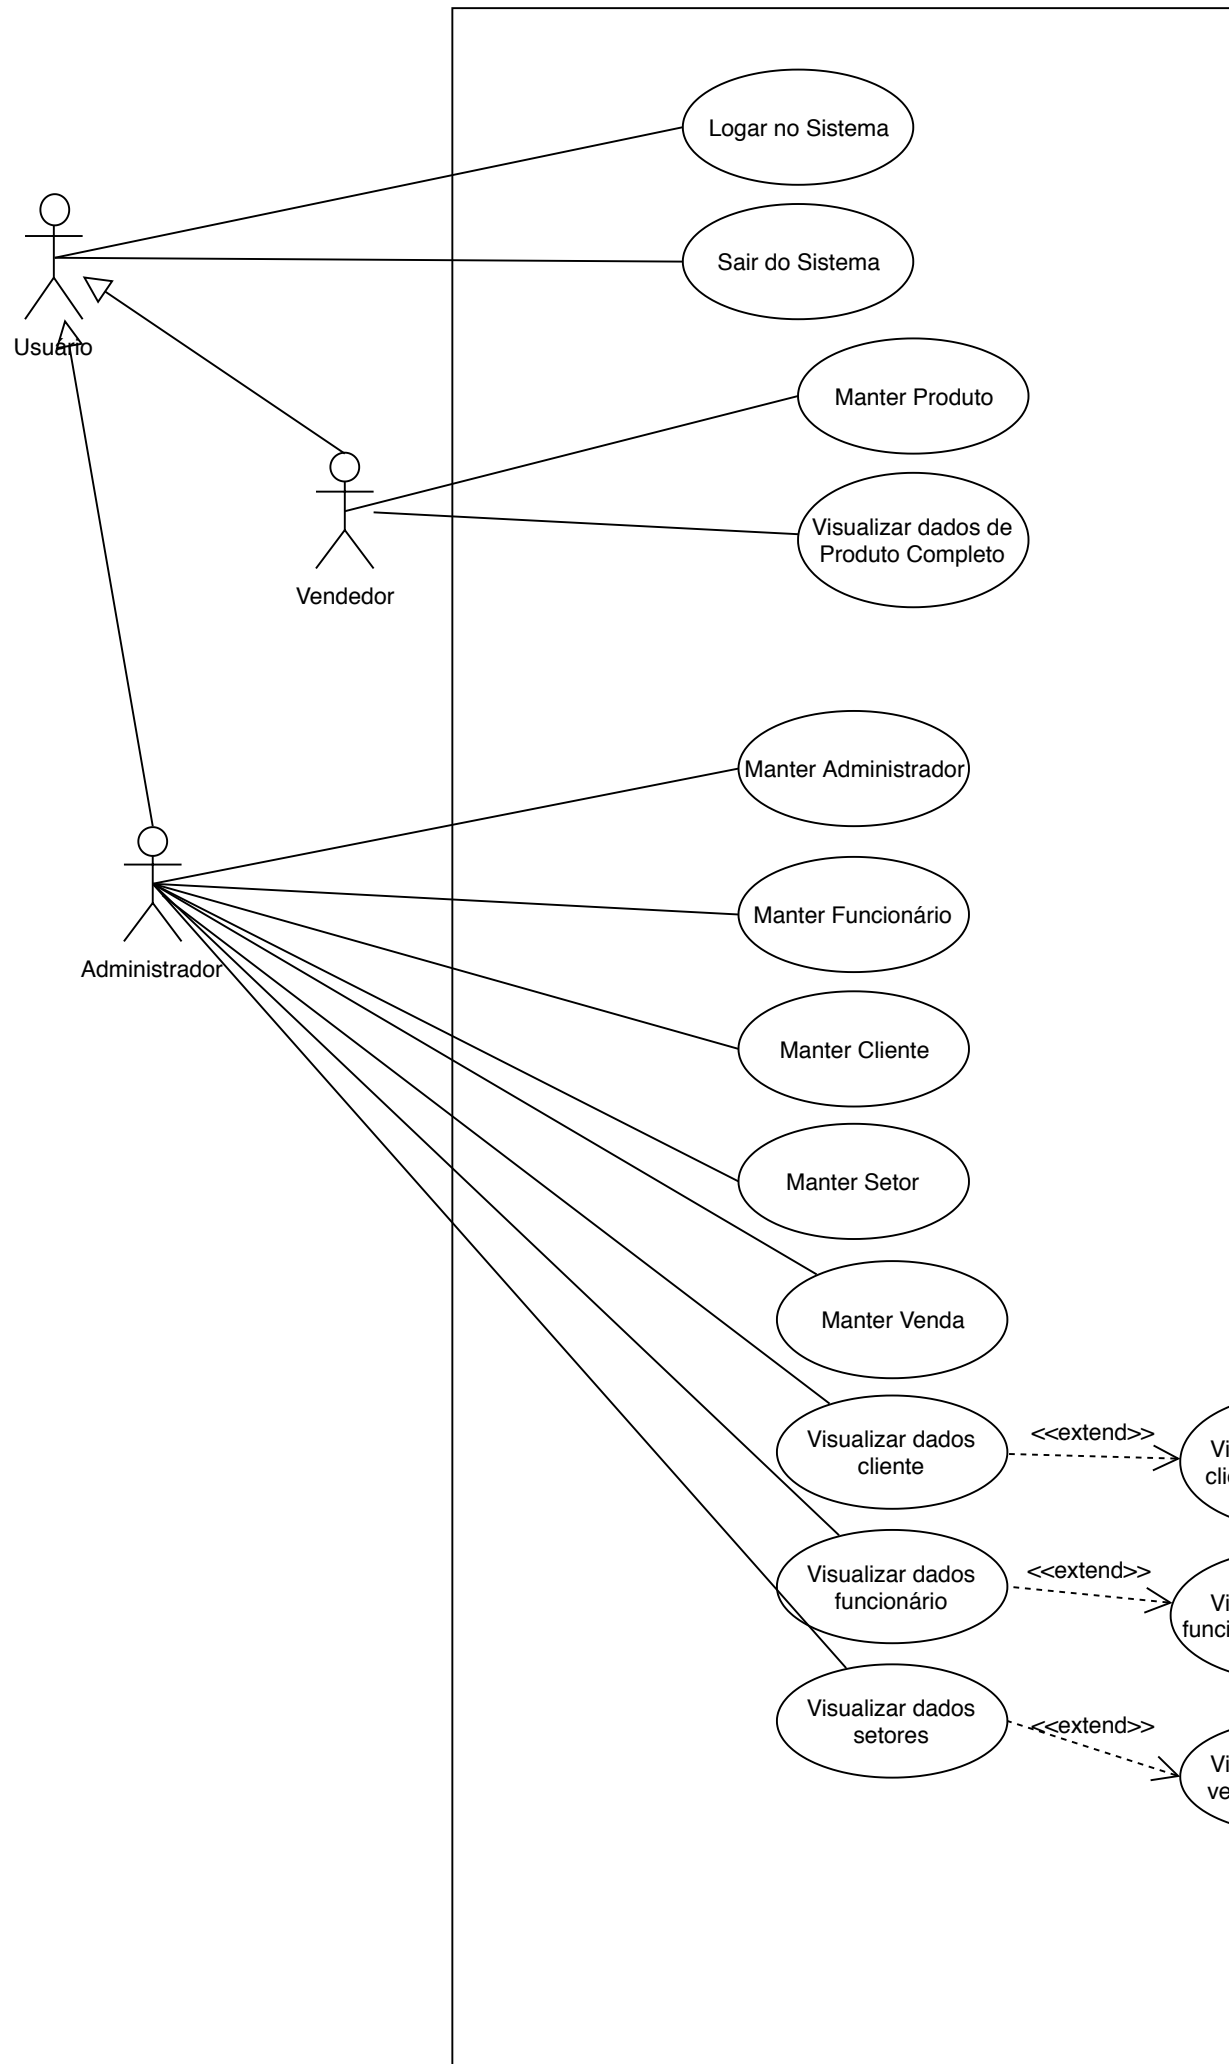 Logar no Sistema
Sair do Sistema
Usuário
Manter Produto
Visualizar dados de
Produto Completo
Vendedor
Manter Administrador
Manter Funcionário
Administrador
Manter Cliente
Manter Setor
Manter Venda
Visualizar dados
cliente
<<extend>>
Visualizar dados
funcionário
<<extend>>
Visualizar dados
setores
<<extend>>